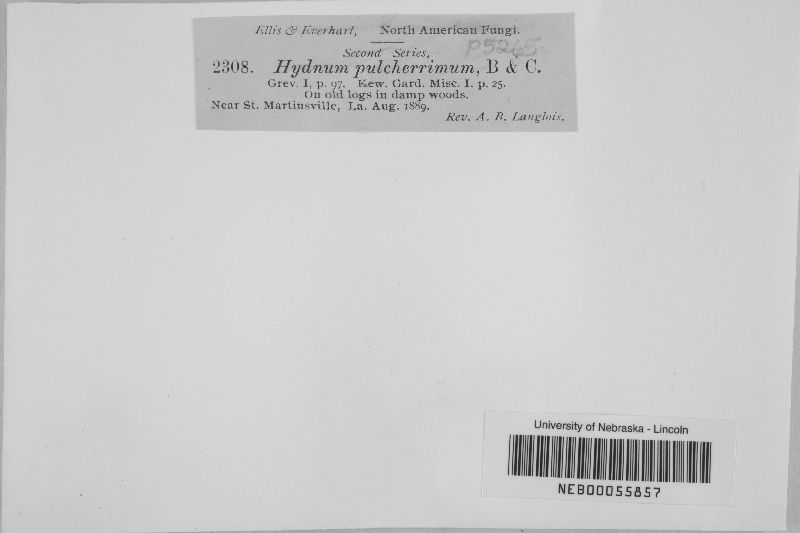 Ellis & Everhart, North American Fungi.
Second Series,
P5265
2308. Hydnum pulcherrimum, B & C.
Grev. I, p. 97. Kew. Gard. Misc. I. p. 25.
On old logs in damp woods.
Near St. Martinsville, La. Aug. 1889.
Rev. A. B. Langlois.
University of Nebraska - Lincoln
NEB00055857